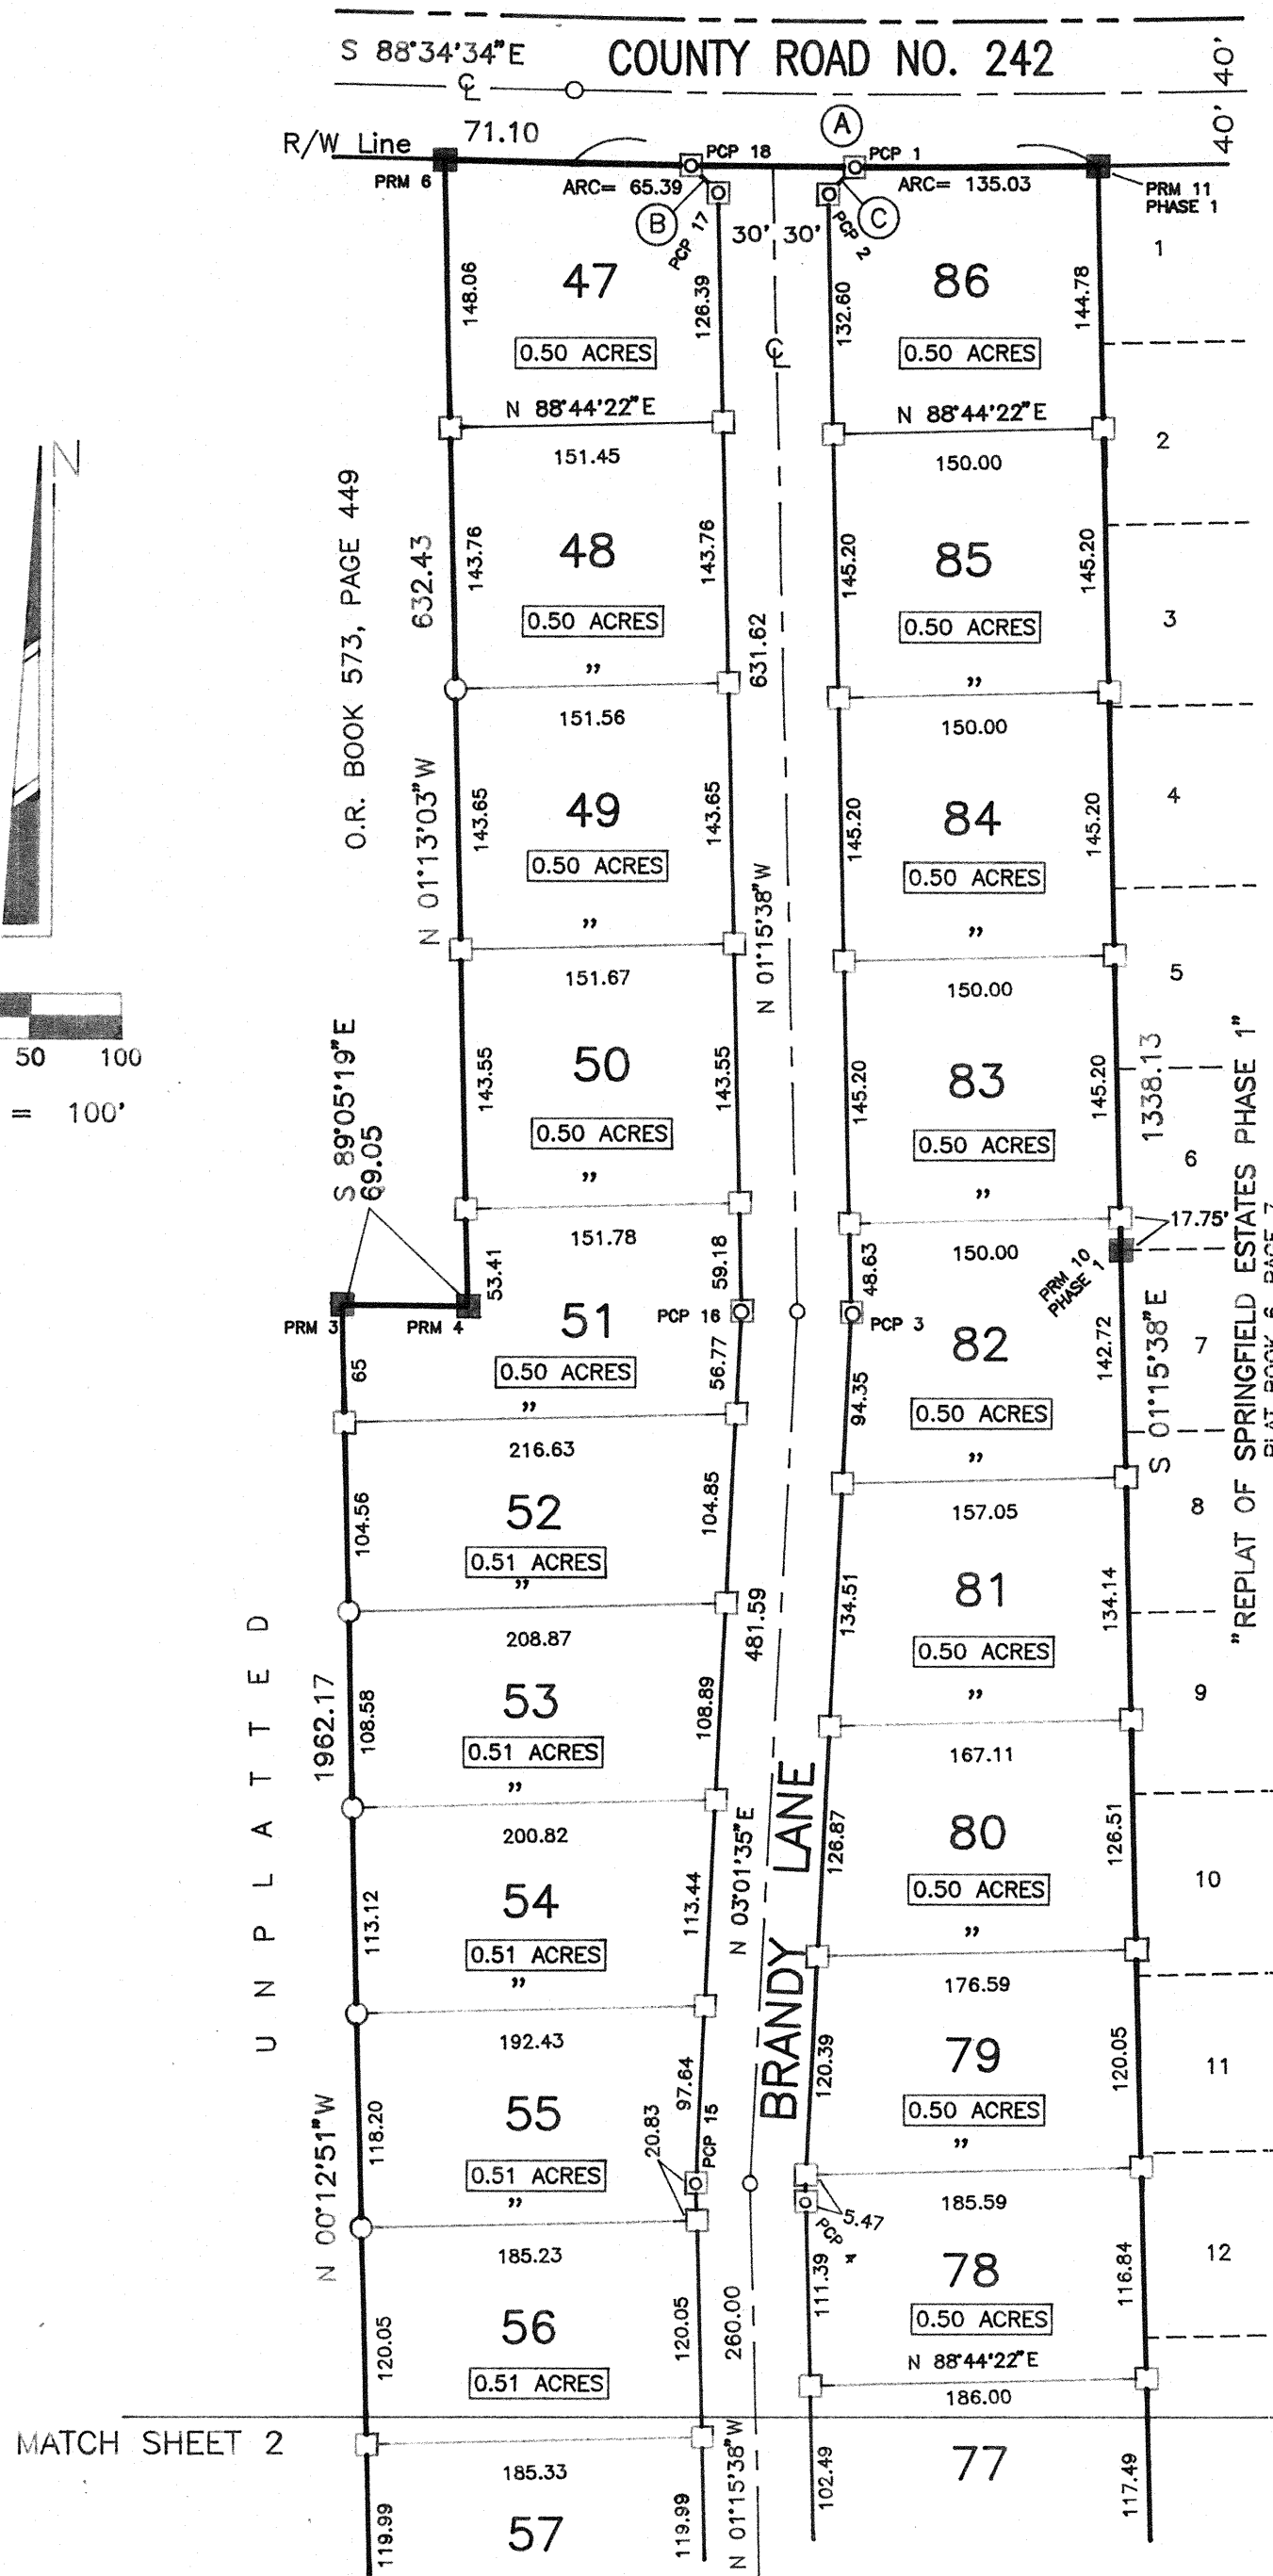 S 88°34'34"E
COUNTY ROAD NO. 242
40'
40'
℄
R/W Line
71.10
A
PRM 6
PCP 18
PCP 1
ARC= 65.39
ARC= 135.03
PRM 11
PHASE 1
B
C
PCP 17
PCP 2
30' 30'
1
148.06
47
0.50 ACRES
126.39
132.60
86
0.50 ACRES
144.78
℄
N 88°44'22"E
151.45
N 88°44'22"E
150.00
2
N
O.R. BOOK 573, PAGE 449
632.43
143.76
48
0.50 ACRES
"
143.76
631.62
145.20
85
0.50 ACRES
"
145.20
3
151.56
150.00
N 01°13'03"W
143.65
49
0.50 ACRES
"
143.65
N 01°15'38"W
145.20
84
0.50 ACRES
"
145.20
4
151.67
150.00
5
50 100
= 100'
S 89°05'19"E
69.05
143.55
50
0.50 ACRES
"
143.55
145.20
83
0.50 ACRES
"
145.20
1338.13
6
151.78
150.00
17.75'
PRM 10
PHASE 1
53.41
59.18
48.63
PRM 3
PRM 4
51
0.50 ACRES
"
PCP 16
PCP 3
65
56.77
94.35
82
0.50 ACRES
"
142.72
S 01°15'38"E
7
"REPLAT OF SPRINGFIELD ESTATES PHASE 1"
PLAT BOOK 6, PAGE 7
216.63
157.05
104.56
52
0.51 ACRES
"
104.85
481.59
8
208.87
134.51
81
0.50 ACRES
"
134.14
UNPLATTED
1962.17
108.58
53
0.51 ACRES
"
108.89
9
167.11
200.82
N 03°01'35"E
BRANDY LANE
126.87
80
0.50 ACRES
"
126.51
10
113.12
54
0.51 ACRES
"
113.44
176.59
192.43
N 00°12'51"W
118.20
55
0.51 ACRES
"
97.64
20.83
PCP 15
120.39
79
0.50 ACRES
"
120.05
11
185.59
5.47
PCP 4
185.23
120.05
56
0.51 ACRES
120.05
260.00
111.39
78
0.50 ACRES
116.84
12
N 88°44'22"E
186.00
MATCH SHEET 2
185.33
N 01°15'38"W
119.99
57
119.99
102.49
77
117.49